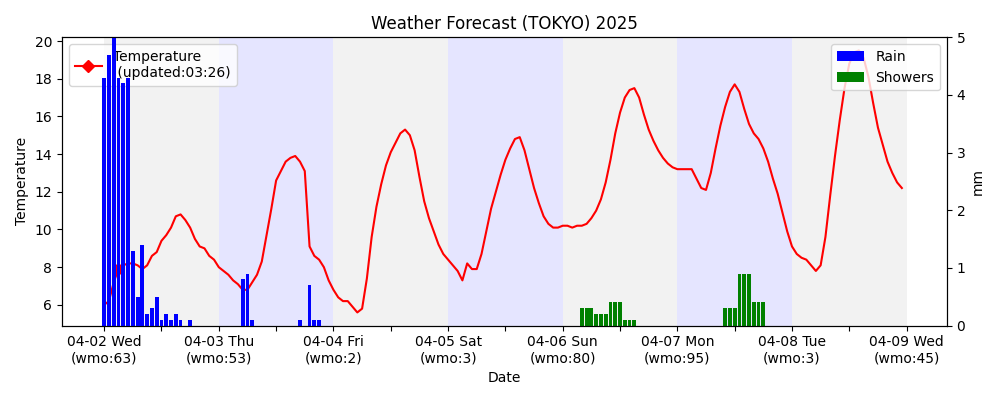 Weather Forecast (TOKYO) 2025
Temperature
(updated:03:26)
Rain
Showers
20
18
16
14
12
10
8
6
Temperature
5
4
3
2
1
0
mm
04-02 Wed
(wmo:63)
04-03 Thu
(wmo:53)
04-04 Fri
(wmo:2)
04-05 Sat
(wmo:3)
04-06 Sun
(wmo:80)
04-07 Mon
(wmo:95)
04-08 Tue
(wmo:3)
04-09 Wed
(wmo:45)
Date